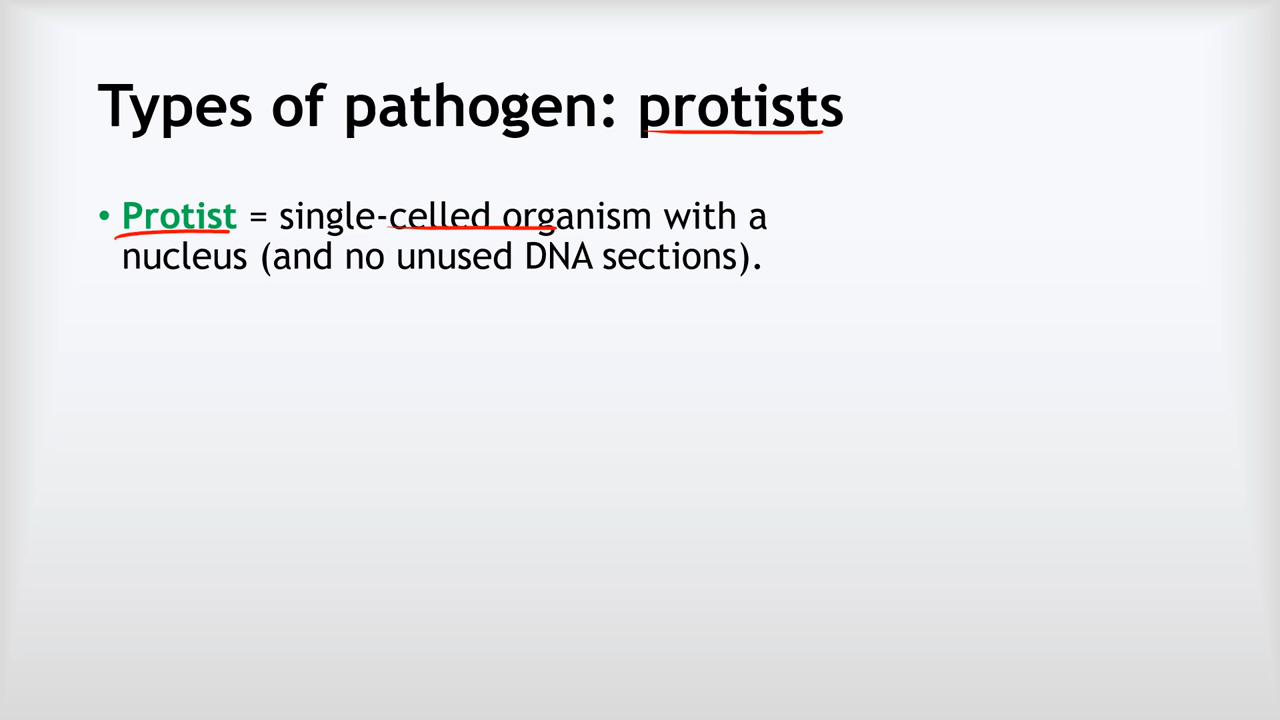 Types of pathogen: protists
• Protist = single-celled organism with a
nucleus (and no unused DNA sections).